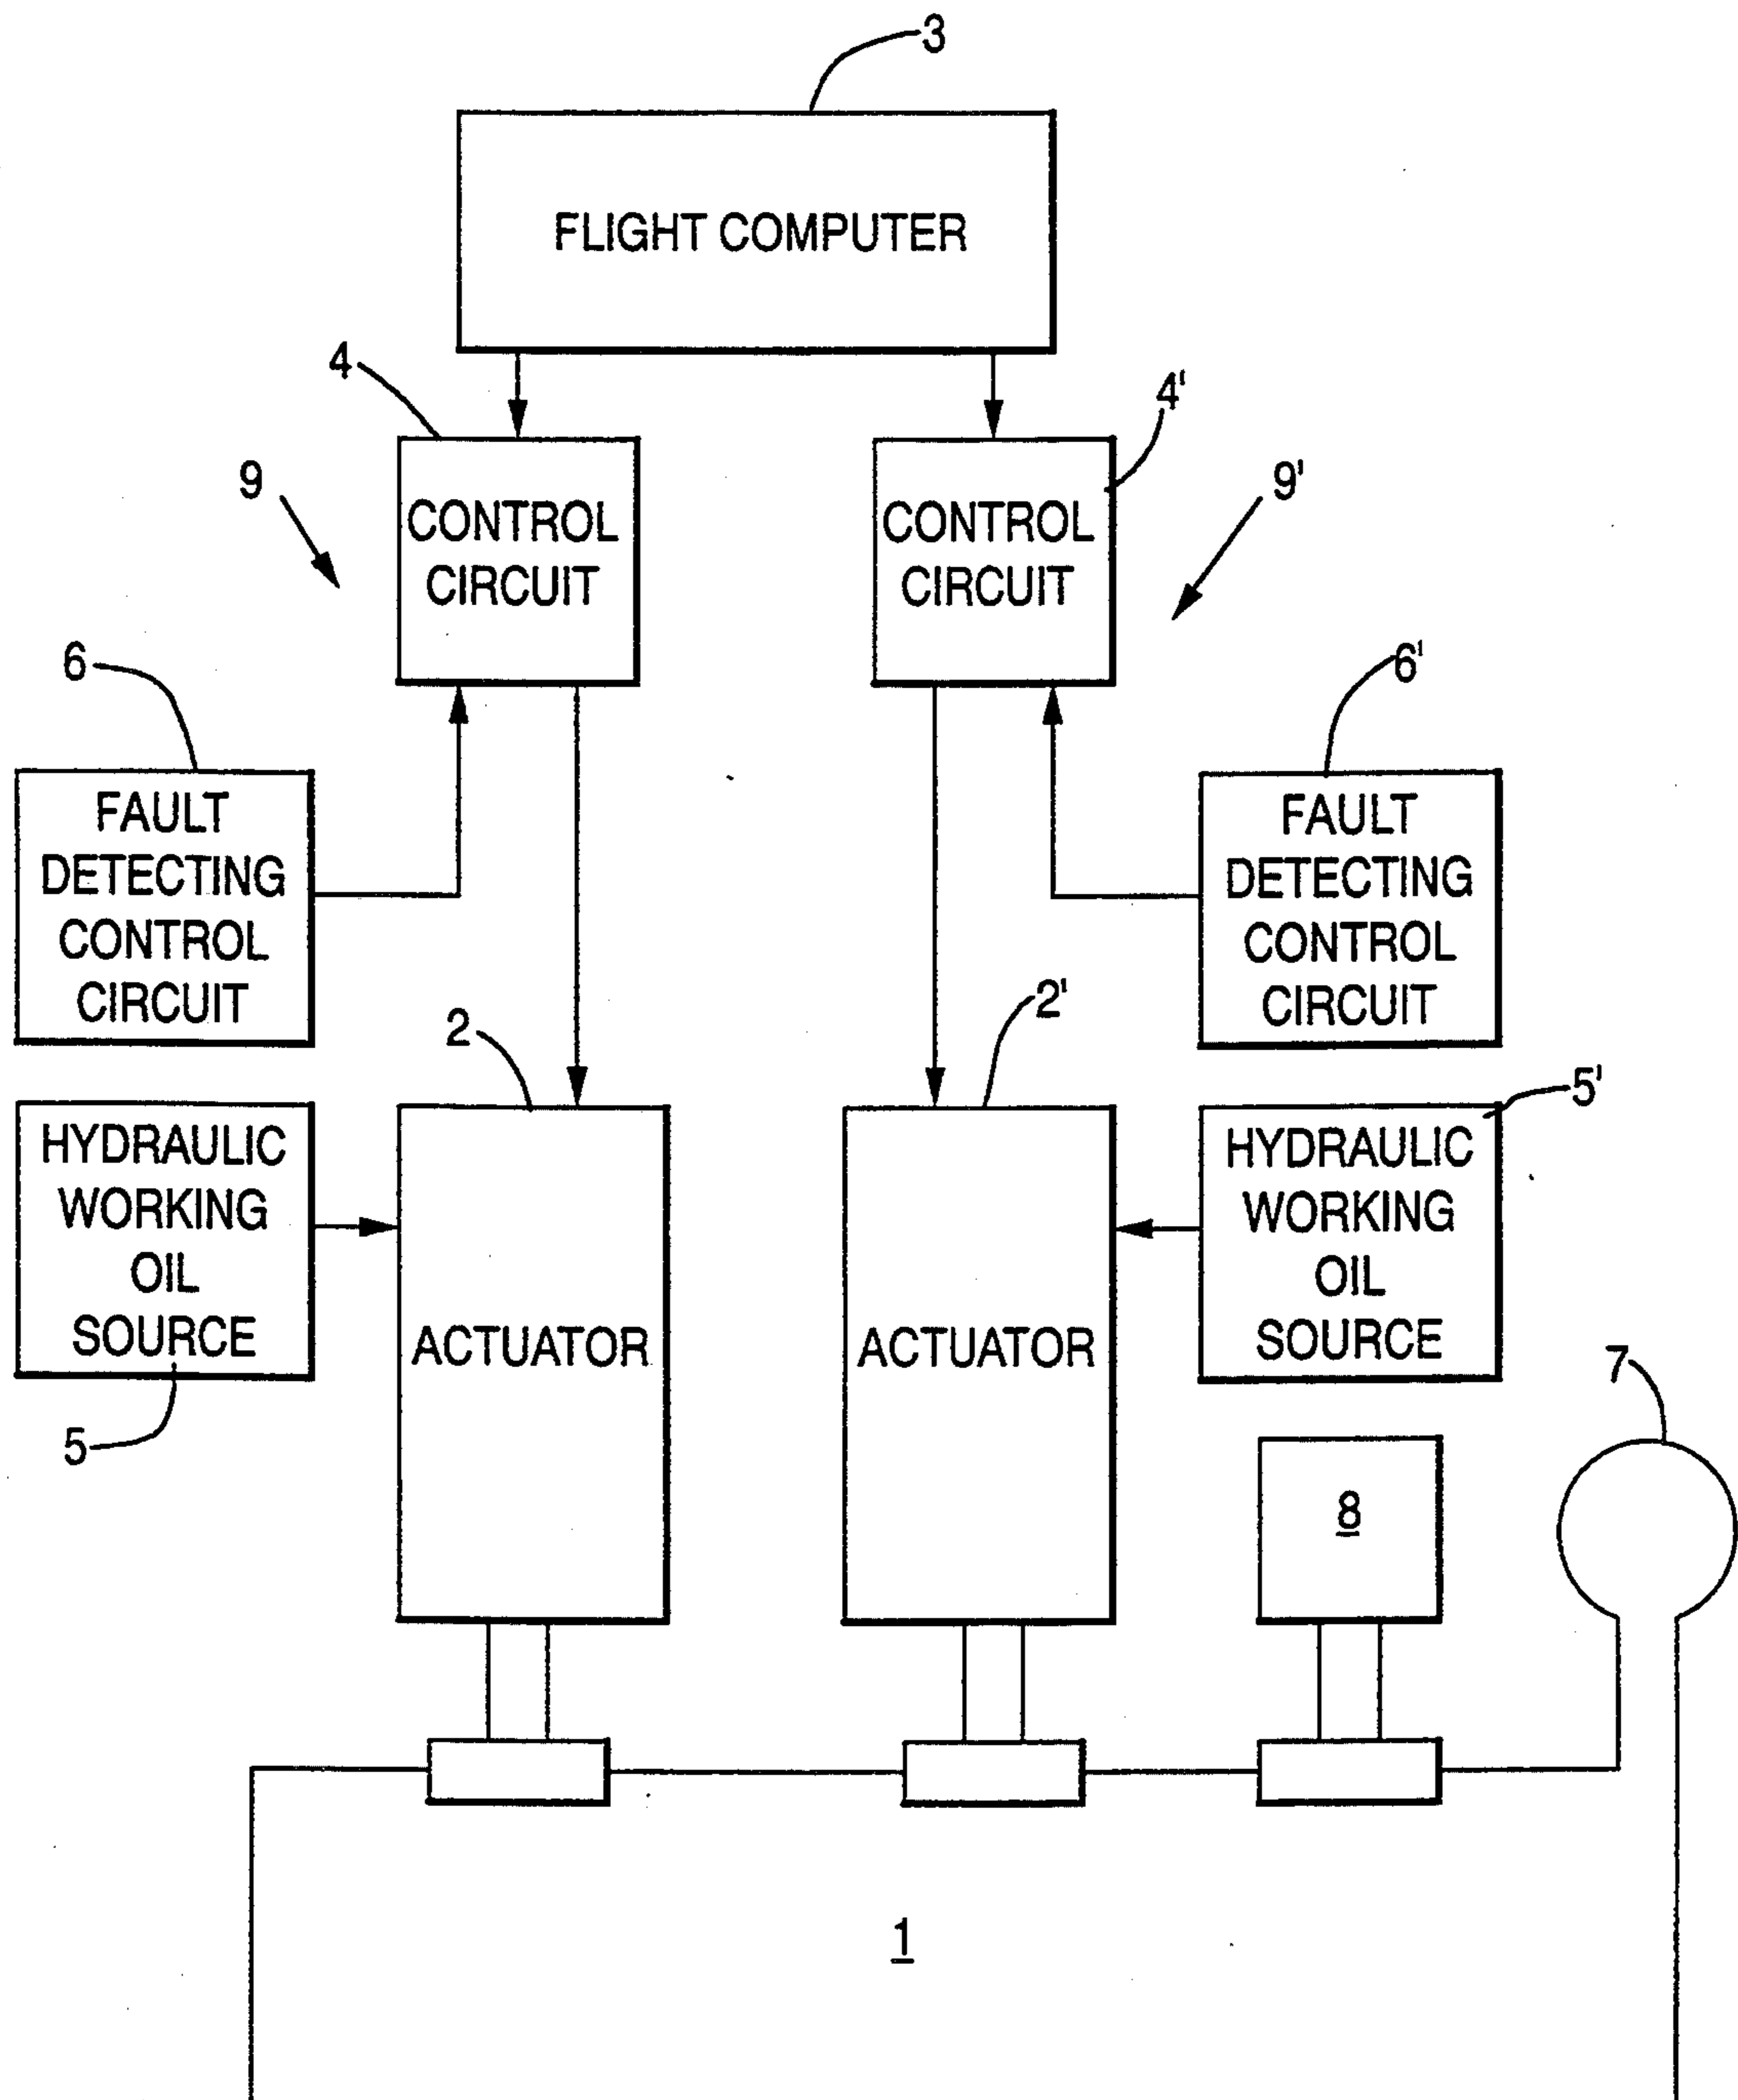 3
FLIGHT COMPUTER
4
4'
9
9'
CONTROL
CIRCUIT
CONTROL
CIRCUIT
6
6'
FAULT
DETECTING
CONTROL
CIRCUIT
FAULT
DETECTING
CONTROL
CIRCUIT
2
2'
5'
HYDRAULIC
WORKING
OIL
SOURCE
HYDRAULIC
WORKING
OIL
SOURCE
ACTUATOR
ACTUATOR
7
5
8
1